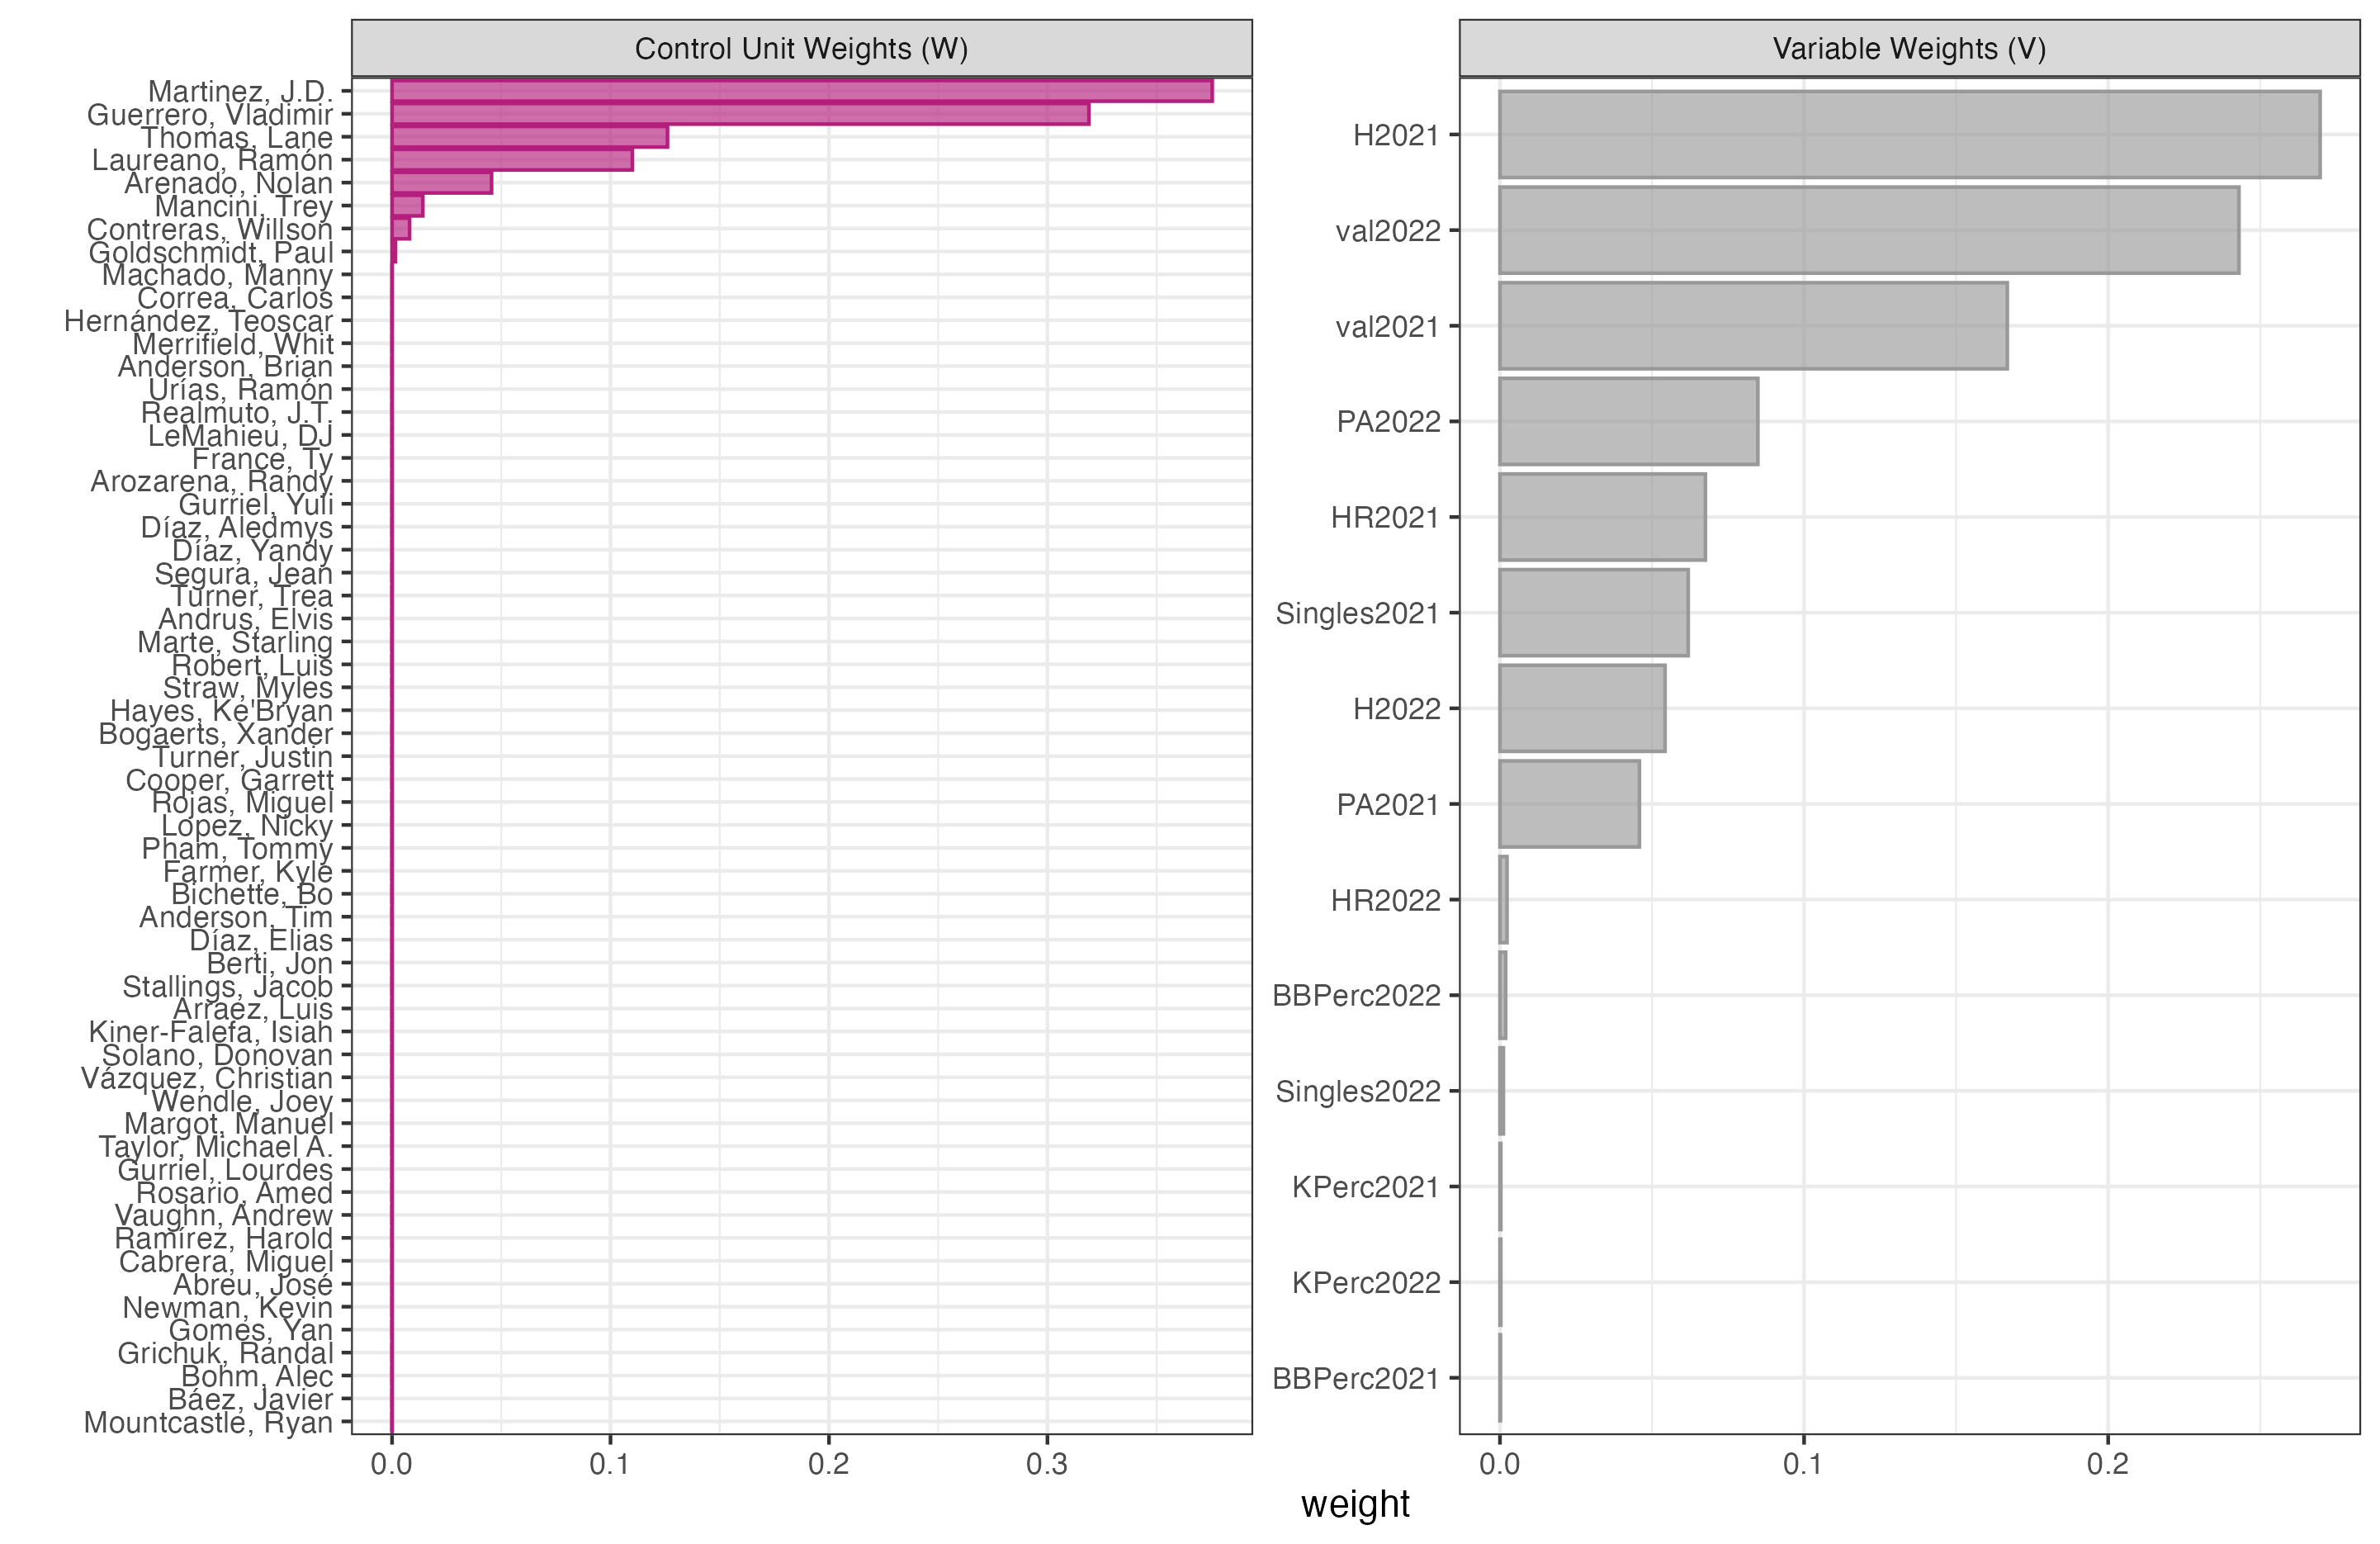 Control Unit Weights (W)
Martinez, J.D.
Guerrero, Vladimir
Thomas, Lane
Laureano, Ramón
Arenado, Nolan
Mancini, Trey
Contreras, Willson
Goldschmidt, Paul
Machado, Manny
Correa, Carlos
Hernández, Teoscar
Merrifield, Whit
Anderson, Brian
Urías, Ramón
Realmuto, J.T.
LeMahieu, DJ
France, Ty
Arozarena, Randy
Gurriel, Yuli
Díaz, Aledmys
Díaz, Yandy
Segura, Jean
Turner, Trea
Andrus, Elvis
Marte, Starling
Robert, Luis
Straw, Myles
Hayes, Ke'Bryan
Bogaerts, Xander
Turner, Justin
Cooper, Garrett
Rojas, Miguel
Lopez, Nicky
Pham, Tommy
Farmer, Kyle
Bichette, Bo
Anderson, Tim
Díaz, Elias
Berti, Jon
Stallings, Jacob
Arraez, Luis
Kiner-Falefa, Isiah
Solano, Donovan
Vázquez, Christian
Wendle, Joey
Margot, Manuel
Taylor, Michael A.
Gurriel, Lourdes
Rosario, Amed
Vaughn, Andrew
Ramírez, Harold
Cabrera, Miguel
Abreu, José
Newman, Kevin
Gomes, Yan
Grichuk, Randal
Bohm, Alec
Báez, Javier
Mountcastle, Ryan
0.0 0.1 0.2 0.3
Variable Weights (V)
H2021
val2022
val2021
PA2022
HR2021
Singles2021
H2022
PA2021
HR2022
BBPerc2022
Singles2022
KPerc2021
KPerc2022
BBPerc2021
0.0 0.1 0.2
weight